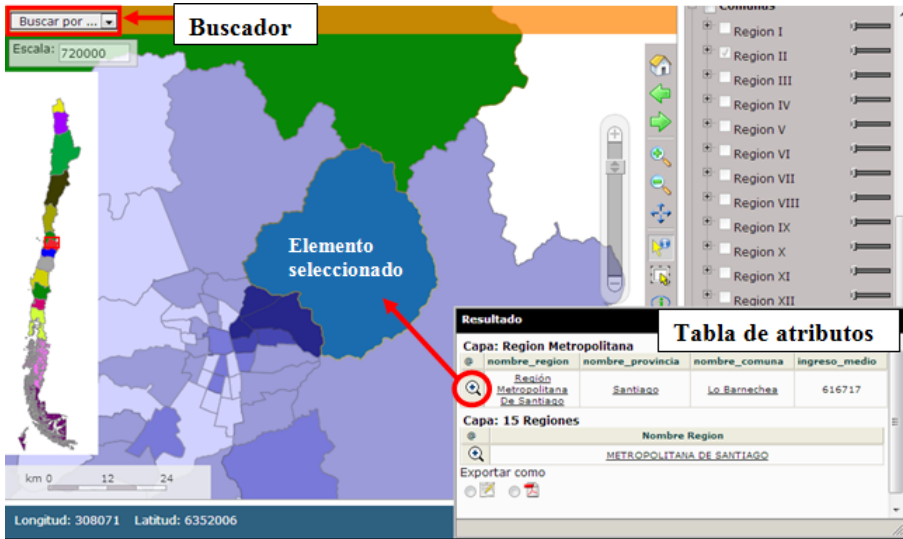 Buscar por ...
Buscador
Escala: 720000
Comunas
Region I
Region II
Region III
Region IV
Region V
Region VI
Region VII
Region VIII
Region IX
Region X
Region XI
Region XII
Elemento
seleccionado
Resultado
Tabla de atributos
Capa: Region Metropolitana
@ nombre_region nombre_provincia nombre_comuna ingreso_medio
Región
Metropolitana
De Santiago
Santiago
Lo Barnechea
616717
Capa: 15 Regiones
@ Nombre Region
METROPOLITANA DE SANTIAGO
Exportar como
km 0 12 24
Longitud: 308071 Latitud: 6352006